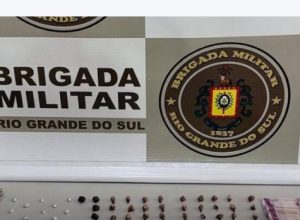 BRIGADA
MILITAR
RIO GRANDE DO SUL
BRIGADA MILITAR
RIO GRANDE DO SUL
1837